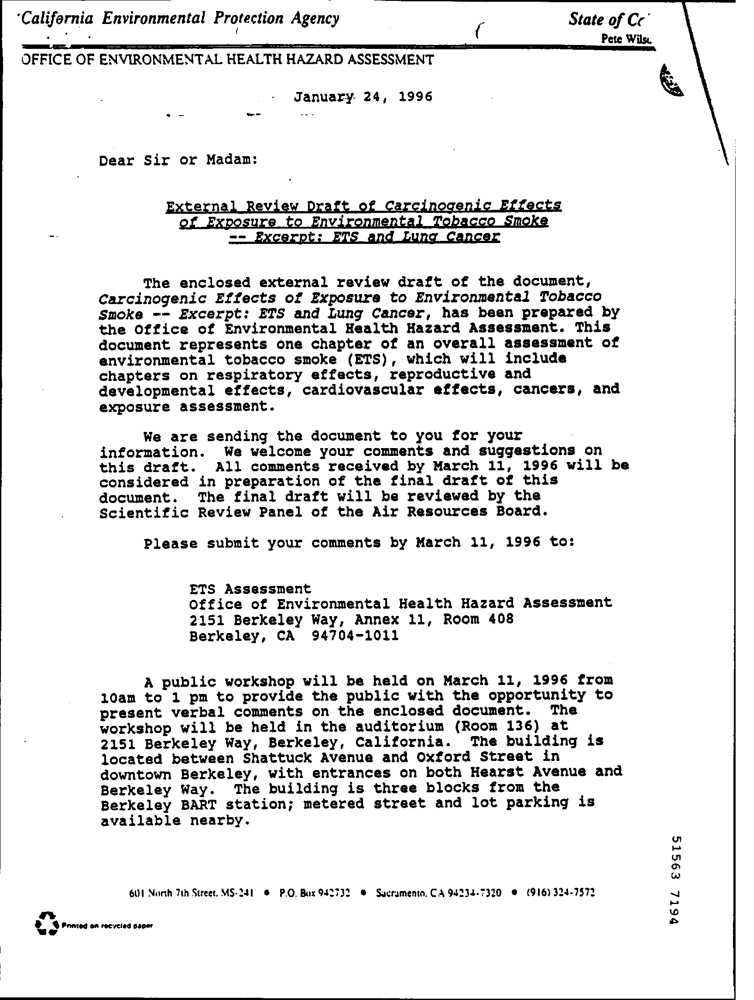 California Environmental Protection Agency
State of
Pete
OFFICE OF ENVIRONMENTAL HEALTH HAZARD ASSESSMENT
January 24, 1996
Dear Sir or Madam:
External Review Draft of Carcinogenic Effects
of Exposure to Environmental Tobacco Smoke
-- Excerpt: ETS and Lung Cancer
The enclosed external review draft of the document,
Carcinogenic Effects of Exposure to Environmental Tobacco
Smoke -- Excerpt: ETS and Lung Cancer, has been prepared by
the Office of Environmental Health Hazard Assessment. This
document represents one chapter of an overall assessment of
environmental tobacco smoke (ETS), which will include
chapters on respiratory effects, reproductive and
developmental effects, cardiovascular effects, cancers, and
exposure assessment.
We are sending the document to you for your
information. We welcome your comments and suggestions on
this draft. All comments received by March 11, 1996 will be
considered in preparation of the final draft of this
document. The final draft will be reviewed by the
Scientific Review Panel of the Air Resources Board.
Please submit your comments by March 11, 1996 to:
ETS Assessment
Office of Environmental Health Hazard Assessment
2151 Berkeley Way, Annex 11, Room 408
Berkeley, CA 94704-1011
A public workshop will be held on March 11, 1996 from
10am to 1 pm to provide the public with the opportunity to
present verbal comments on the enclosed document. The
workshop will be held in the auditorium (Room 136) at
2151 Berkeley Way, Berkeley, California. The building is
located between Shattuck Avenue and Oxford Street in
downtown Berkeley, with entrances on both Hearst Avenue and
Berkeley Way. The building is three blocks from the
Berkeley BART station; metered street and lot parking is
available nearby.
601 North 7th Street, MS-241 ● P.O. Box 942732 ● Sacramento, CA 94234-7320 ● (916) 324-7572
Printed on recycled paper
51563 7194